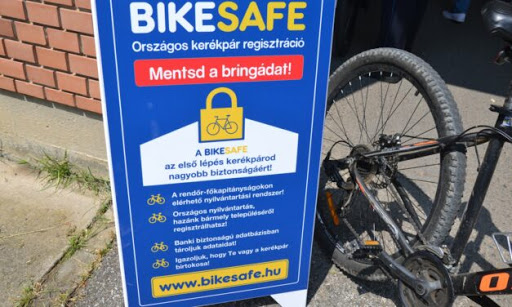 BIKESAFE
Országos kerékpár regisztráció
Mentsd a bringádat!
A BIKESAFE
az első lépés kerékpárod
nagyobb biztonságáért!
A rendőr-főkapitányságokon
elérhető nyilvántartási rendszer!
Országos nyilvántartás,
hazánk bármely településéről
regisztrálhatsz!
Banki biztonságú adatbázisban
tároljuk adataidat!
Igazoljuk, hogy Te vagy a kerékpár
birtokosa!
www.bikesafe.hu